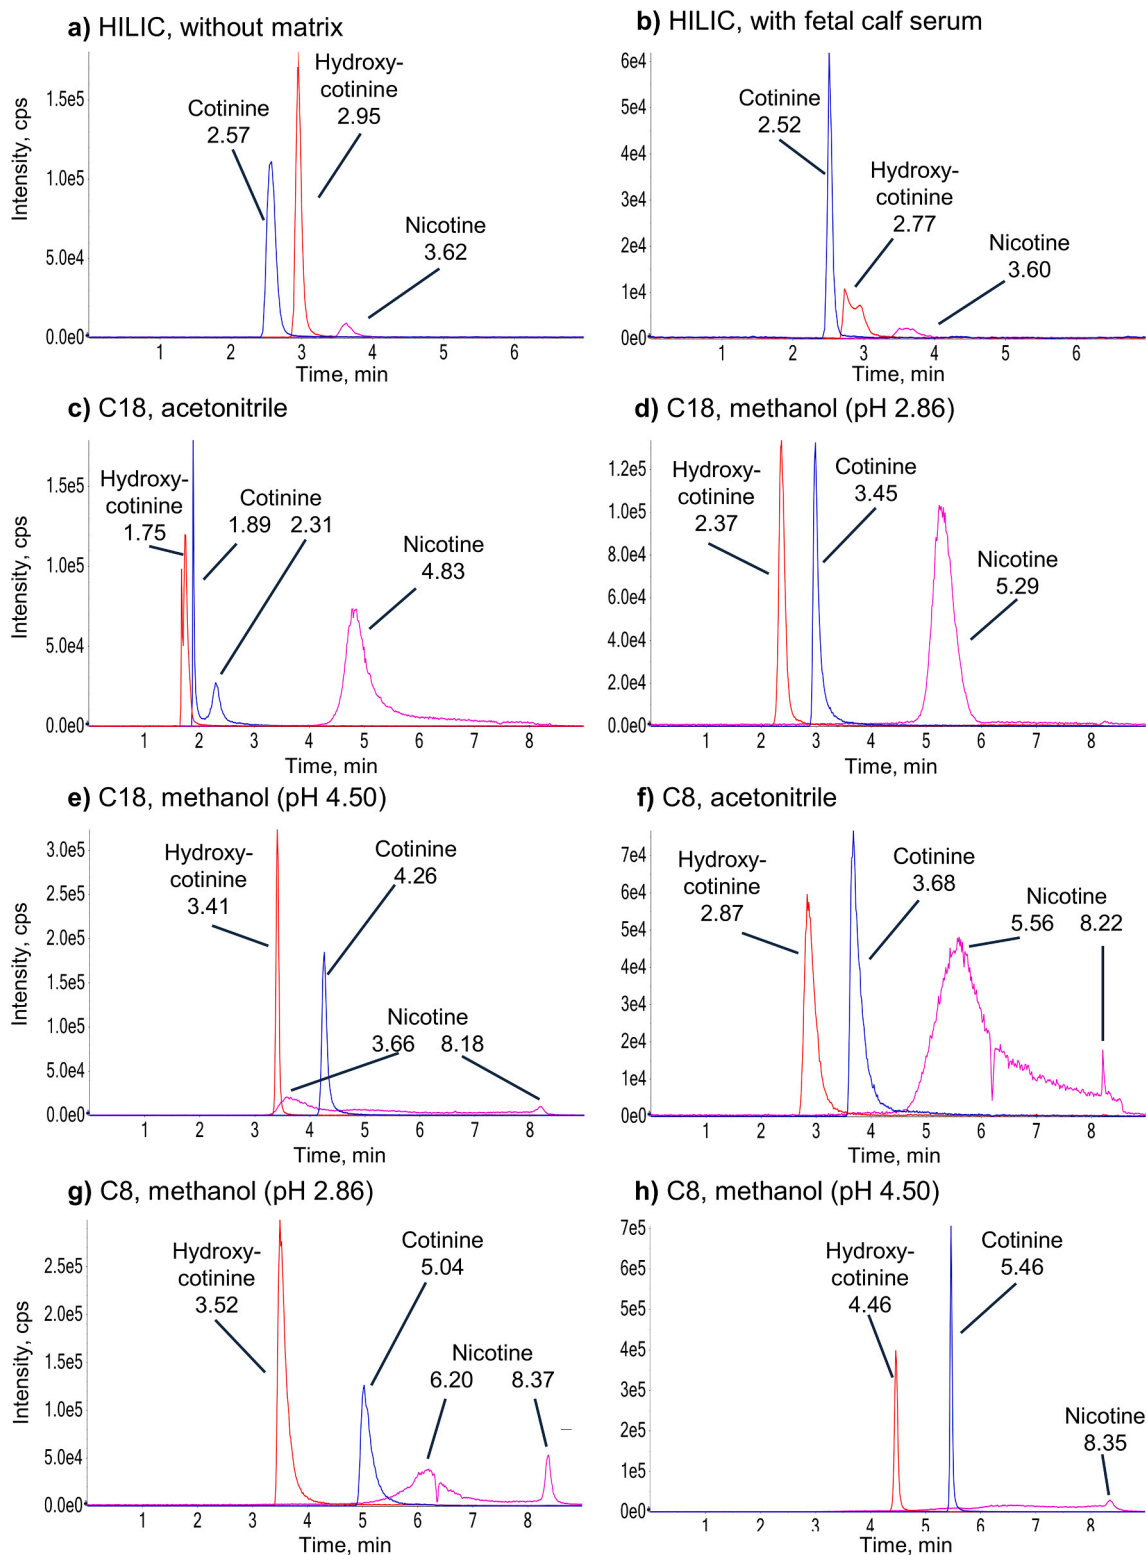 a) HILIC, without matrix
Intensity, cps
1.5e5
1.0e5
5.0e4
0.0e0
Cotinine
2.57
Hydroxy-
cotinine
2.95
Nicotine
3.62
1 2 3 4 5 6
Time, min
b) HILIC, with fetal calf serum
6e4
5e4
4e4
3e4
2e4
1e4
0e0
Cotinine
2.52
Hydroxy-
cotinine
2.77
Nicotine
3.60
1 2 3 4 5 6
Time, min
c) C18, acetonitrile
Intensity, cps
1.5e5
1.0e5
5.0e4
0.0e0
Hydroxy-
cotinine
1.75
Cotinine
1.89 2.31
Nicotine
4.83
1 2 3 4 5 6 7 8
Time, min
d) C18, methanol (pH 2.86)
1.2e5
1.0e5
8.0e4
6.0e4
4.0e4
2.0e4
0.0e0
Hydroxy-
cotinine
2.37
Cotinine
3.45
Nicotine
5.29
1 2 3 4 5 6 7 8
Time, min
e) C18, methanol (pH 4.50)
Intensity, cps
3.0e5
2.5e5
2.0e5
1.5e5
1.0e5
5.0e4
0.0e0
Hydroxy-
cotinine
3.41
Cotinine
4.26
Nicotine
3.66 8.18
1 2 3 4 5 6 7 8
Time, min
f) C8, acetonitrile
7e4
6e4
5e4
4e4
3e4
2e4
1e4
0e0
Hydroxy-
cotinine
2.87
Cotinine
3.68
Nicotine
5.56 8.22
1 2 3 4 5 6 7 8
Time, min
g) C8, methanol (pH 2.86)
Intensity, cps
2.5e5
2.0e5
1.5e5
1.0e5
5.0e4
0.0e0
Hydroxy-
cotinine
3.52
Cotinine
5.04
Nicotine
6.20 8.37
1 2 3 4 5 6 7 8
Time, min
h) C8, methanol (pH 4.50)
7e5
6e5
5e5
4e5
3e5
2e5
1e5
0e0
Hydroxy-
cotinine
4.46
Cotinine
5.46
Nicotine
8.35
1 2 3 4 5 6 7 8
Time, min